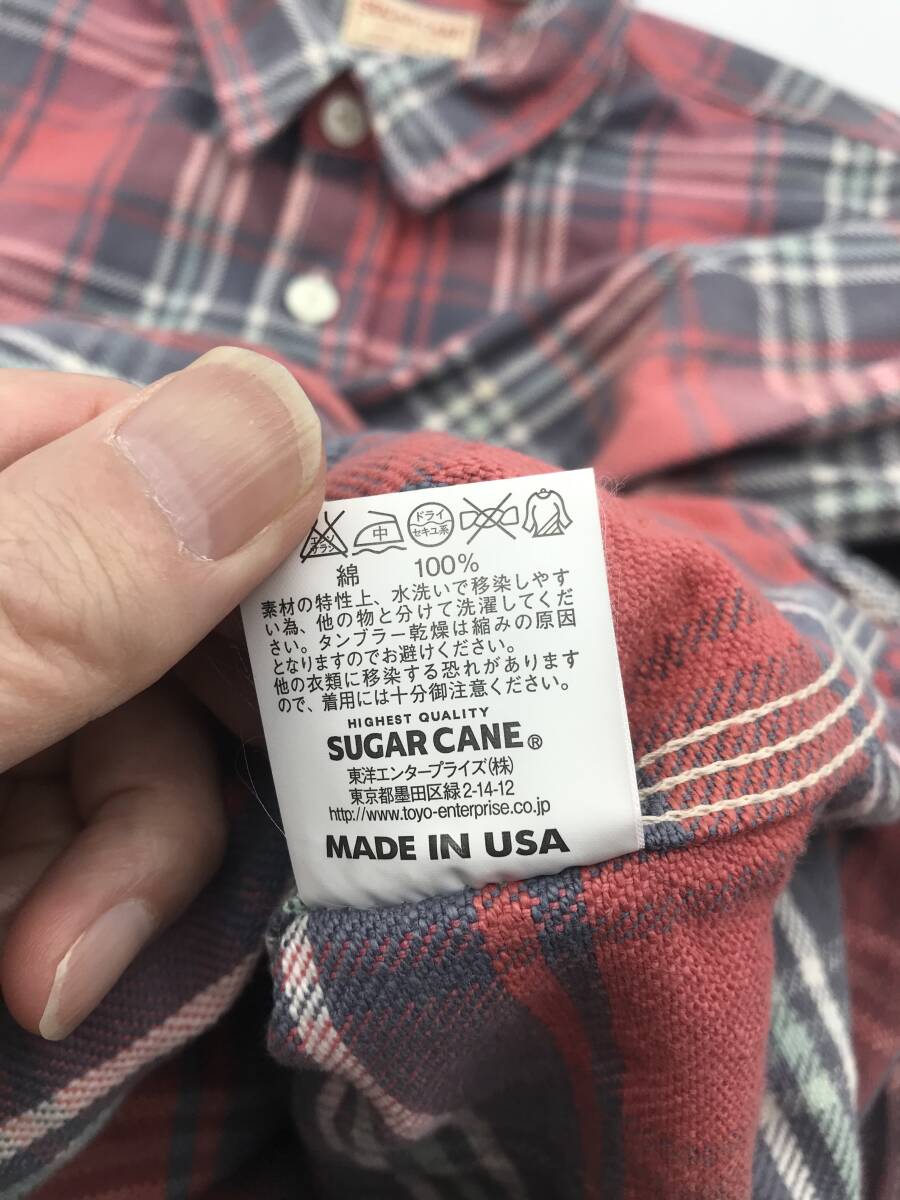 エンソ
サラシ
中
ドライ
セキユ系
綿 100%
素材の特性上、水洗いで移染しやす
い為、他の物と分けて洗濯してくだ
さい。タンブラー乾燥は縮みの原因
となりますのでお避けください。
他の衣類に移染する恐れがあります
ので、着用には十分御注意ください。
HIGHEST QUALITY
SUGAR CANE®
東洋エンタープライズ(株)
東京都墨田区緑2-14-12
http://www.toyo-enterprise.co.jp
MADE IN USA